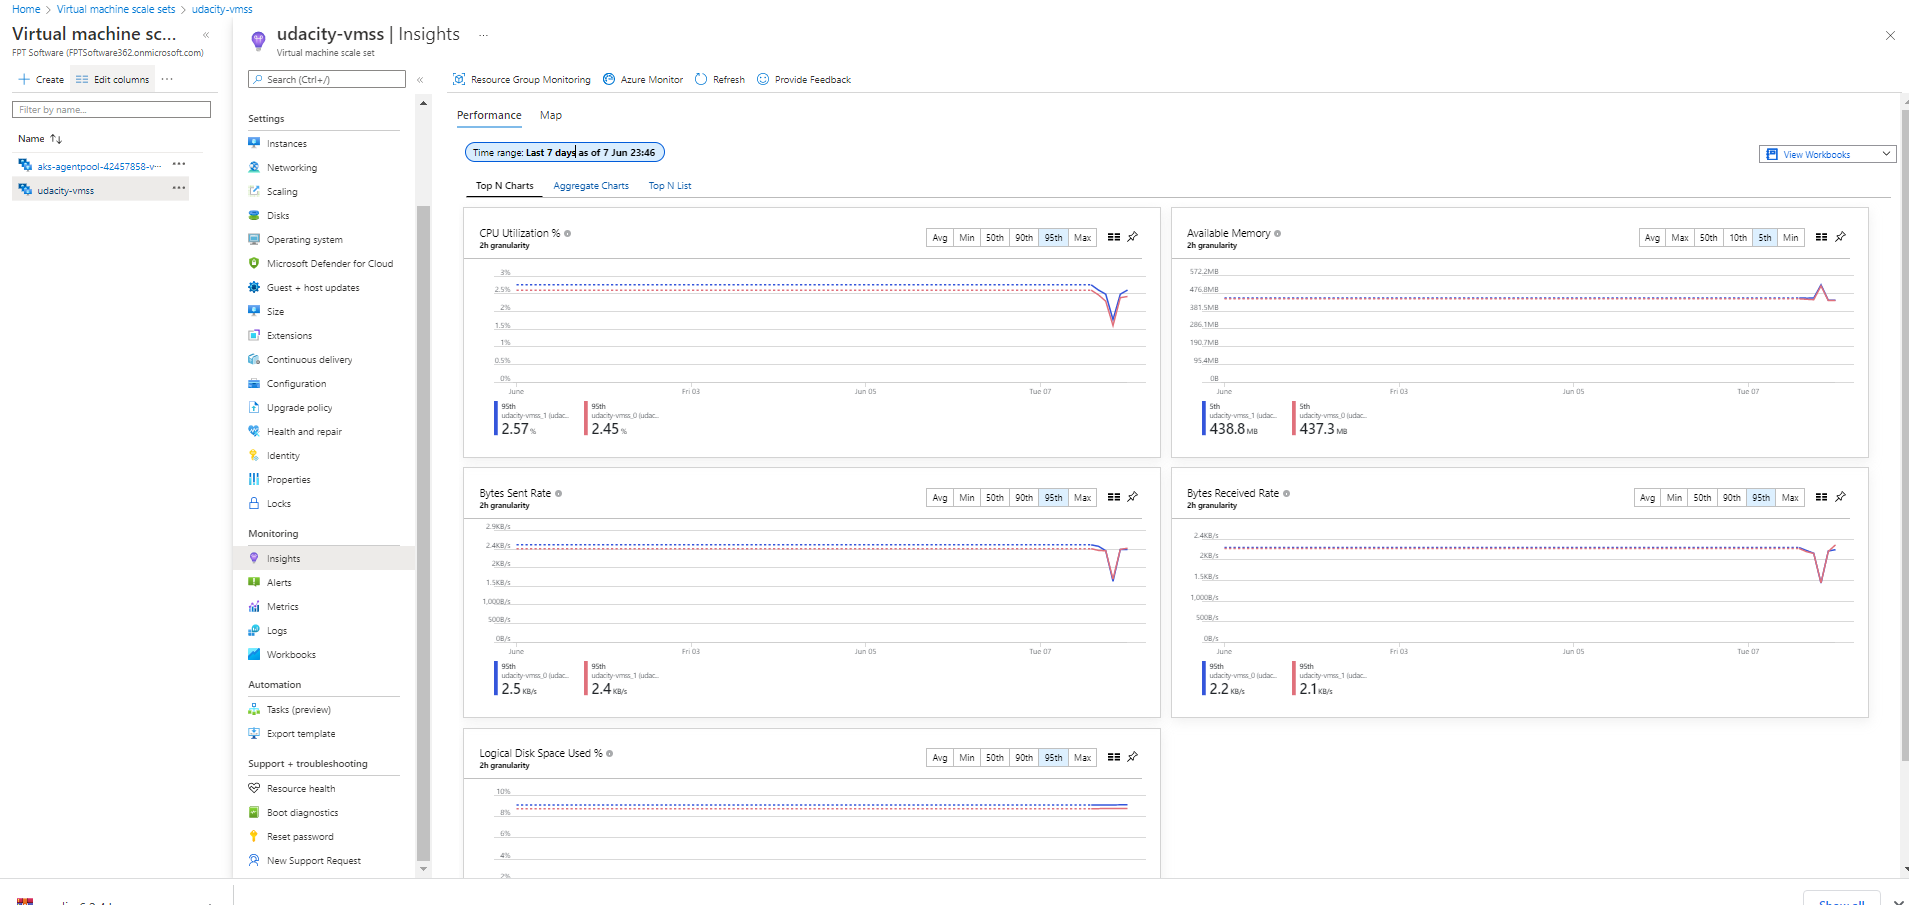 Home > Virtual machine scale sets > udacity-vmss
Virtual machine sc...
«
FPT Software (FPTSoftware362.onmicrosoft.com)
+ Create
Edit columns
...
Filter by name...
Name ↑↓
aks-agentpool-42457858-v...
...
udacity-vmss
...
udacity-vmss | Insights
...
Virtual machine scale set
Search (Ctrl+/)
«
Settings
Instances
Networking
Scaling
Disks
Operating system
Microsoft Defender for Cloud
Guest + host updates
Size
Extensions
Continuous delivery
Configuration
Upgrade policy
Health and repair
Identity
Properties
Locks
Monitoring
Insights
Alerts
Metrics
Logs
Workbooks
Automation
Tasks (preview)
Export template
Support + troubleshooting
Resource health
Boot diagnostics
Reset password
New Support Request
Resource Group Monitoring
Azure Monitor
Refresh
Provide Feedback
Performance
Map
Time range: Last 7 days as of 7 Jun 23:46
View Workbooks
Top N Charts
Aggregate Charts
Top N List
CPU Utilization %
2h granularity
Avg Min 50th 90th 95th Max
3%
2.5%
2%
1.5%
1%
0.5%
0%
June Fri 03 Jun 05 Tue 07
95th
udacity-vmss_1 (udac...
2.57 %
95th
udacity-vmss_0 (udac...
2.45 %
Available Memory
2h granularity
Avg Max 50th 10th 5th Min
572.2MB
476.8MB
381.5MB
286.1MB
190.7MB
95.4MB
0B
June Fri 03 Jun 05 Tue 07
5th
udacity-vmss_1 (udac...
438.8 MB
5th
udacity-vmss_0 (udac...
437.3 MB
Bytes Sent Rate
2h granularity
Avg Min 50th 90th 95th Max
2.9KB/s
2.4KB/s
2KB/s
1.5KB/s
1,000B/s
500B/s
0B/s
June Fri 03 Jun 05 Tue 07
95th
udacity-vmss_0 (udac...
2.5 KB/s
95th
udacity-vmss_1 (udac...
2.4 KB/s
Bytes Received Rate
2h granularity
Avg Min 50th 90th 95th Max
2.4KB/s
2KB/s
1.5KB/s
1,000B/s
500B/s
0B/s
June Fri 03 Jun 05 Tue 07
95th
udacity-vmss_0 (udac...
2.2 KB/s
95th
udacity-vmss_1 (udac...
2.1 KB/s
Logical Disk Space Used %
2h granularity
Avg Min 50th 90th 95th Max
10%
8%
6%
4%
2%
Show all